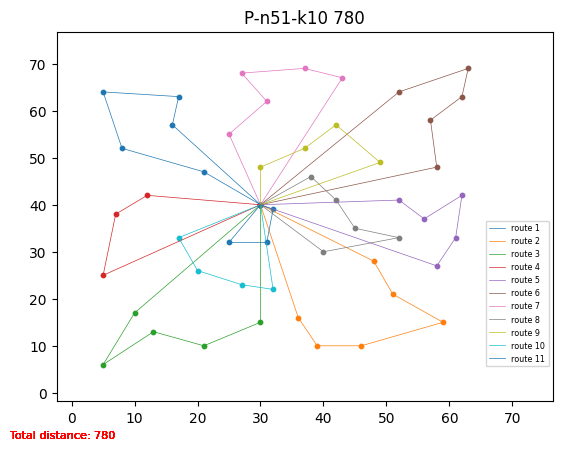 P-n51-k10 780
70
60
50
40
30
20
10
0
route 1
route 2
route 3
route 4
route 5
route 6
route 7
route 8
route 9
route 10
route 11
0 10 20 30 40 50 60 70
Total distance: 780